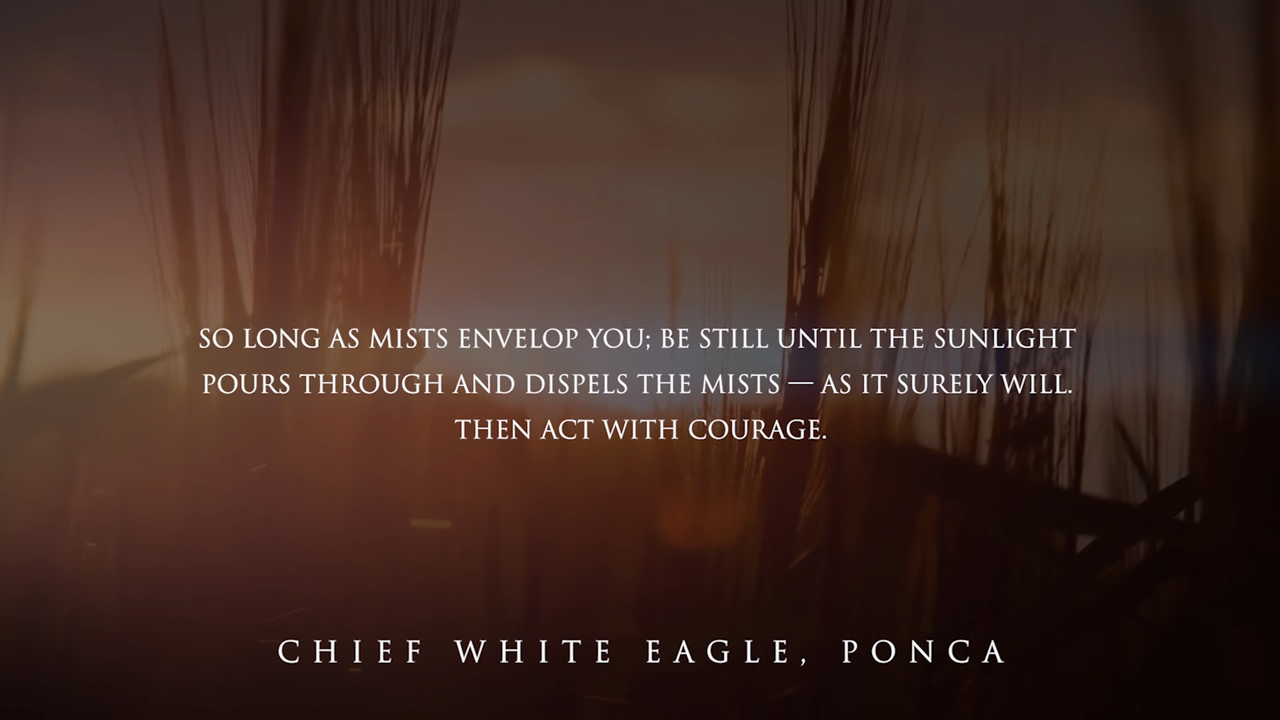 SO LONG AS MISTS ENVELOP YOU; BE STILL UNTIL THE SUNLIGHT
POURS THROUGH AND DISPELS THE MISTS — AS IT SURELY WILL.
THEN ACT WITH COURAGE.
CHIEF WHITE EAGLE, PONCA